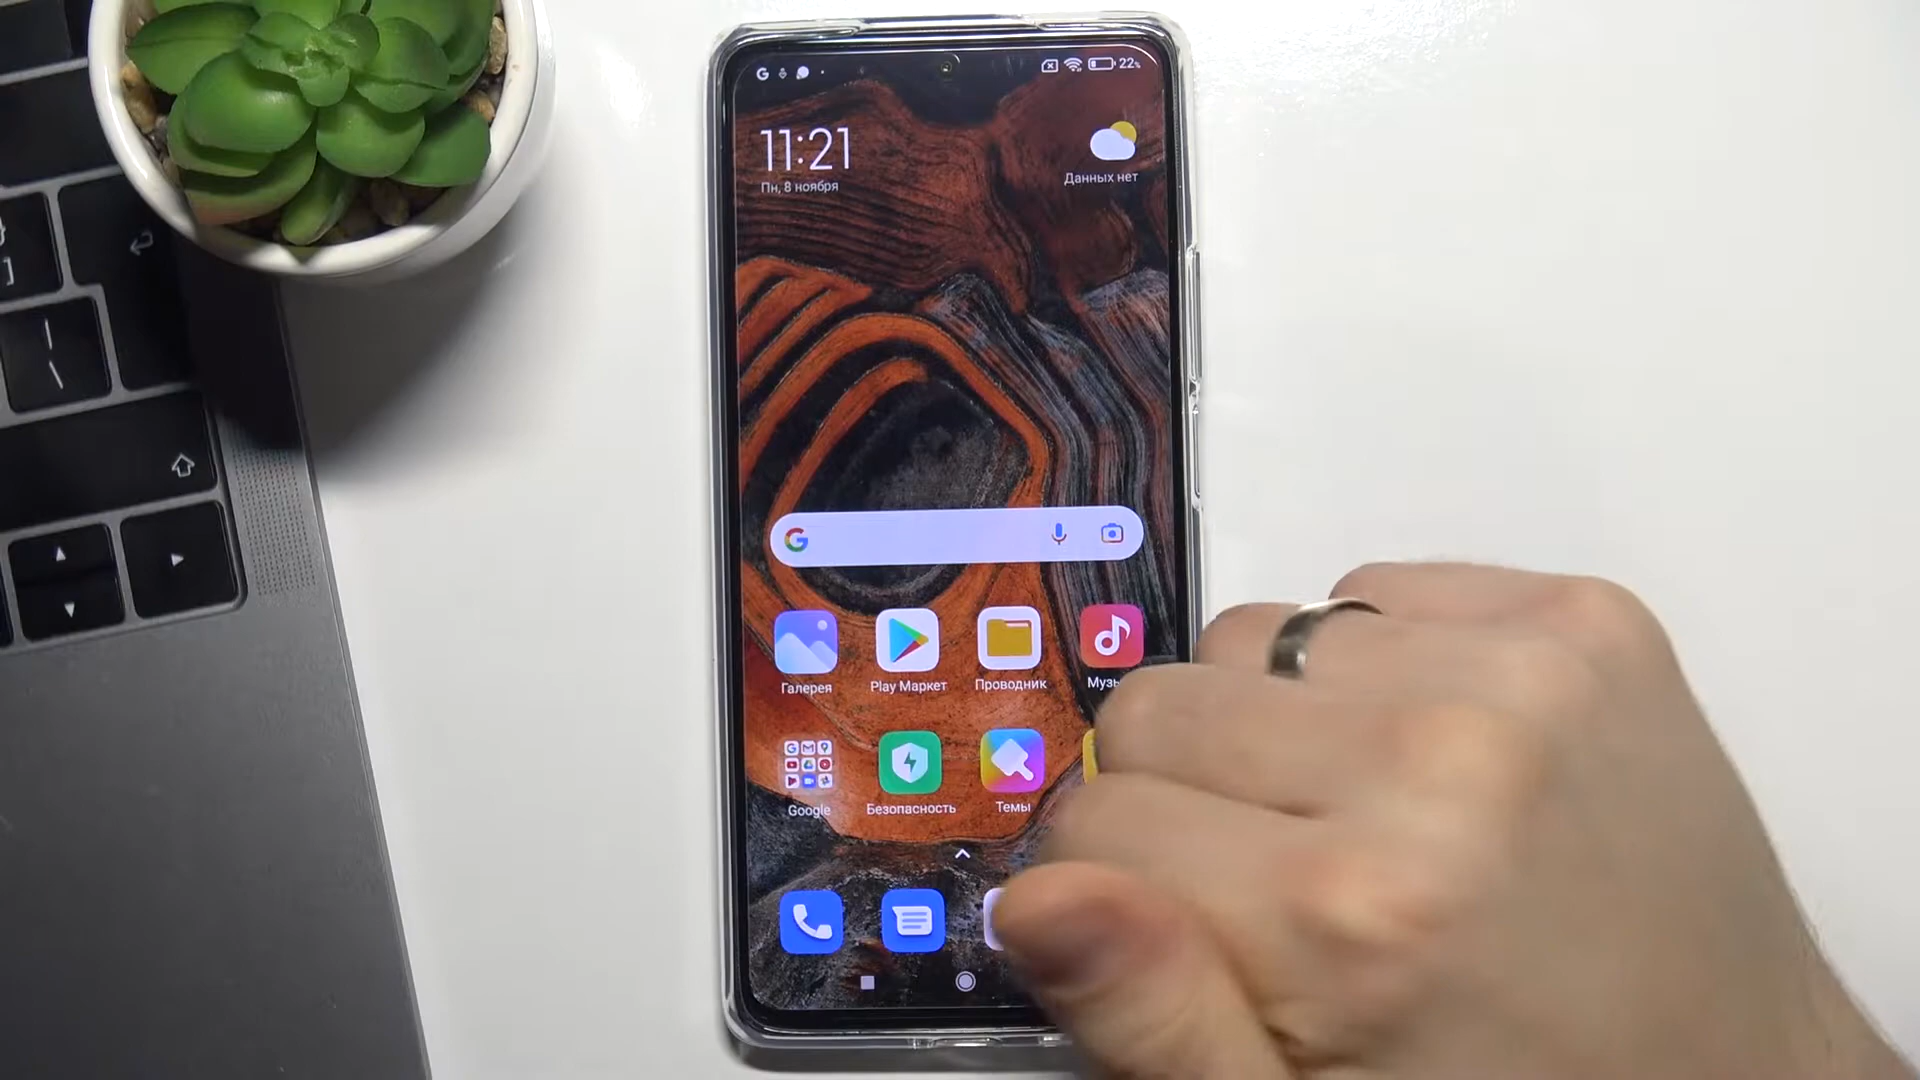 22%
11:21
Пн, 8 ноября
Данных нет
Галерея
Play Маркет
Проводник
Google
Безопасность
Темы